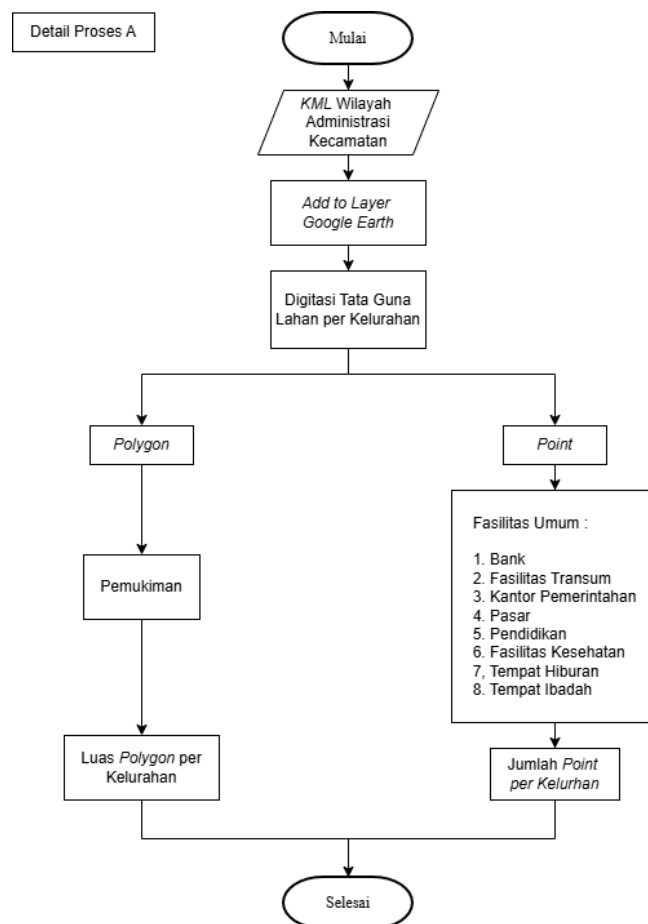 Detail Proses A
Mulai
KML Wilayah
Administrasi
Kecamatan
Add to Layer
Google Earth
Digitasi Tata Guna
Lahan per Kelurahan
Polygon
Point
Pemukiman
Fasilitas Umum :
1. Bank
2. Fasilitas Transum
3. Kantor Pemerintahan
4. Pasar
5. Pendidikan
6. Fasilitas Kesehatan
7, Tempat Hiburan
8. Tempat Ibadah
Luas Polygon per
Kelurahan
Jumlah Point
per Kelurhan
Selesai